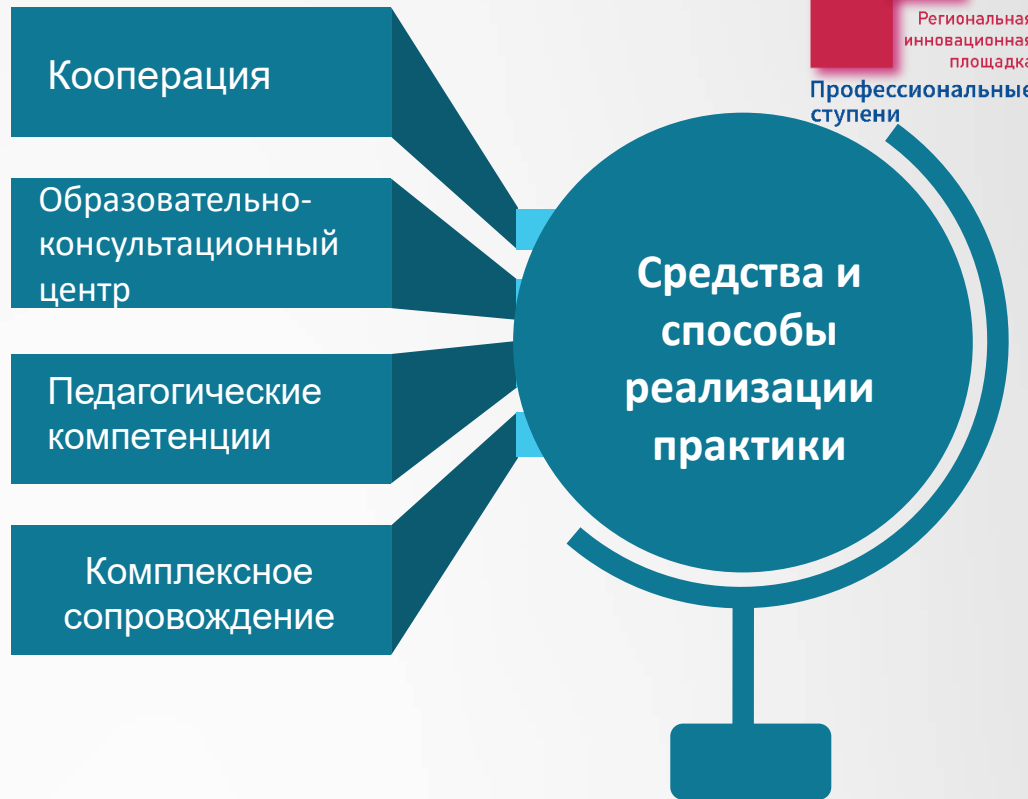 Региональная
инновационная
площадка
Профессиональные
ступени
Кооперация
Образовательно-
консультационный
центр
Педагогические
компетенции
Комплексное
сопровождение
Средства и
способы
реализации
практики